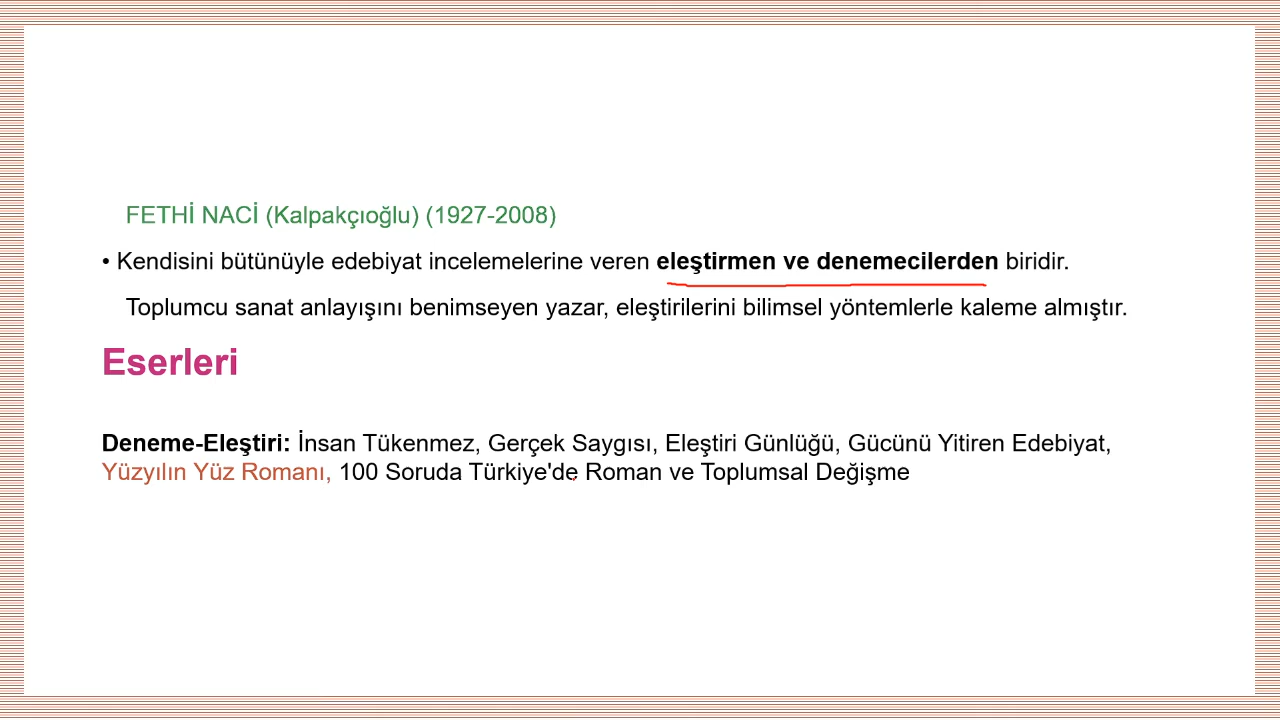 FETHİ NACİ (Kalpakçıoğlu) (1927-2008)
• Kendisini bütünüyle edebiyat incelemelerine veren eleştirmen ve denemecilerden biridir.
Toplumcu sanat anlayışını benimseyen yazar, eleştirilerini bilimsel yöntemlerle kaleme almıştır.
Eserleri
Deneme-Eleştiri: İnsan Tükenmez, Gerçek Saygısı, Eleştiri Günlüğü, Gücünü Yitiren Edebiyat,
Yüzyılın Yüz Romanı, 100 Soruda Türkiye'de Roman ve Toplumsal Değişme